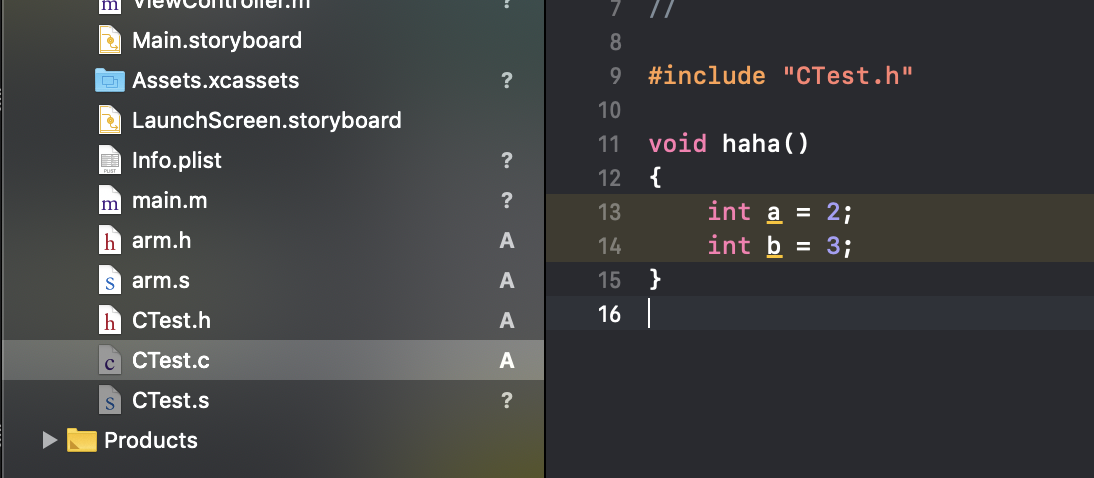 ViewController.m ?
Main.storyboard
Assets.xcassets ?
LaunchScreen.storyboard
Info.plist ?
main.m ?
arm.h A
arm.s A
CTest.h A
CTest.c A
CTest.s ?
Products
7 //
8
9 #include "CTest.h"
10
11 void haha()
12 {
13 int a = 2;
14 int b = 3;
15 }
16